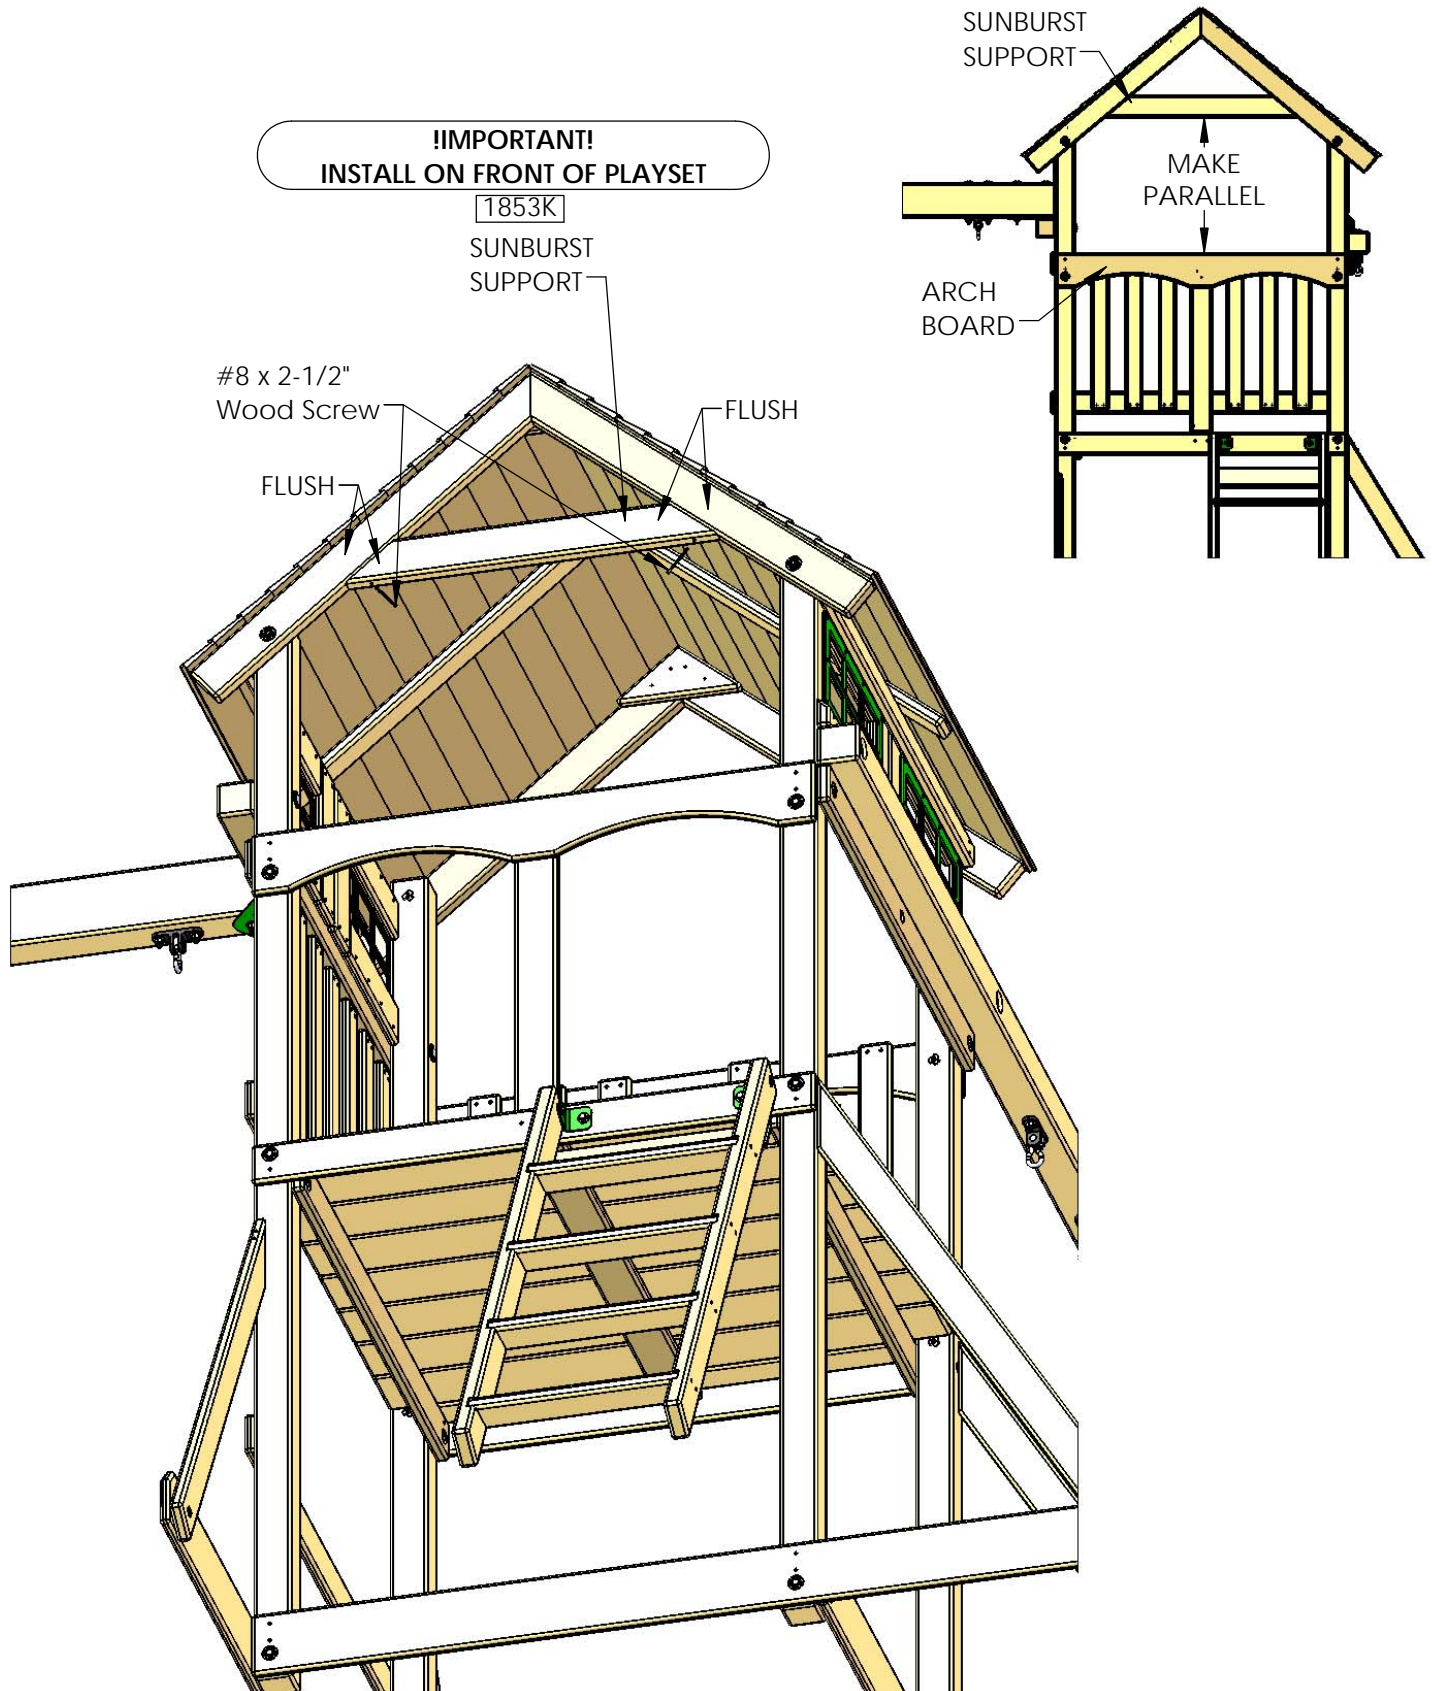 SUNBURST
SUPPORT
!IMPORTANT!
INSTALL ON FRONT OF PLAYSET
1853K
SUNBURST
SUPPORT
MAKE
PARALLEL
ARCH
BOARD
#8 x 2-1/2"
Wood Screw
FLUSH
FLUSH